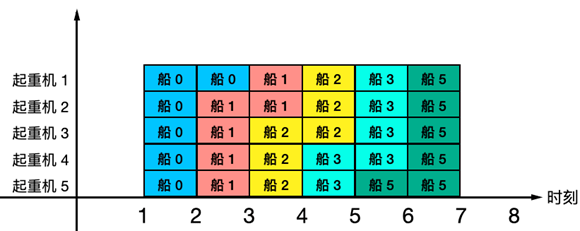 起重机 1 船 0 船 0 船 1 船 2 船 3 船 5
起重机 2 船 0 船 1 船 1 船 2 船 3 船 5
起重机 3 船 0 船 1 船 2 船 2 船 3 船 5
起重机 4 船 0 船 1 船 2 船 3 船 3 船 5
起重机 5 船 0 船 1 船 2 船 3 船 5 船 5
时刻
1 2 3 4 5 6 7 8